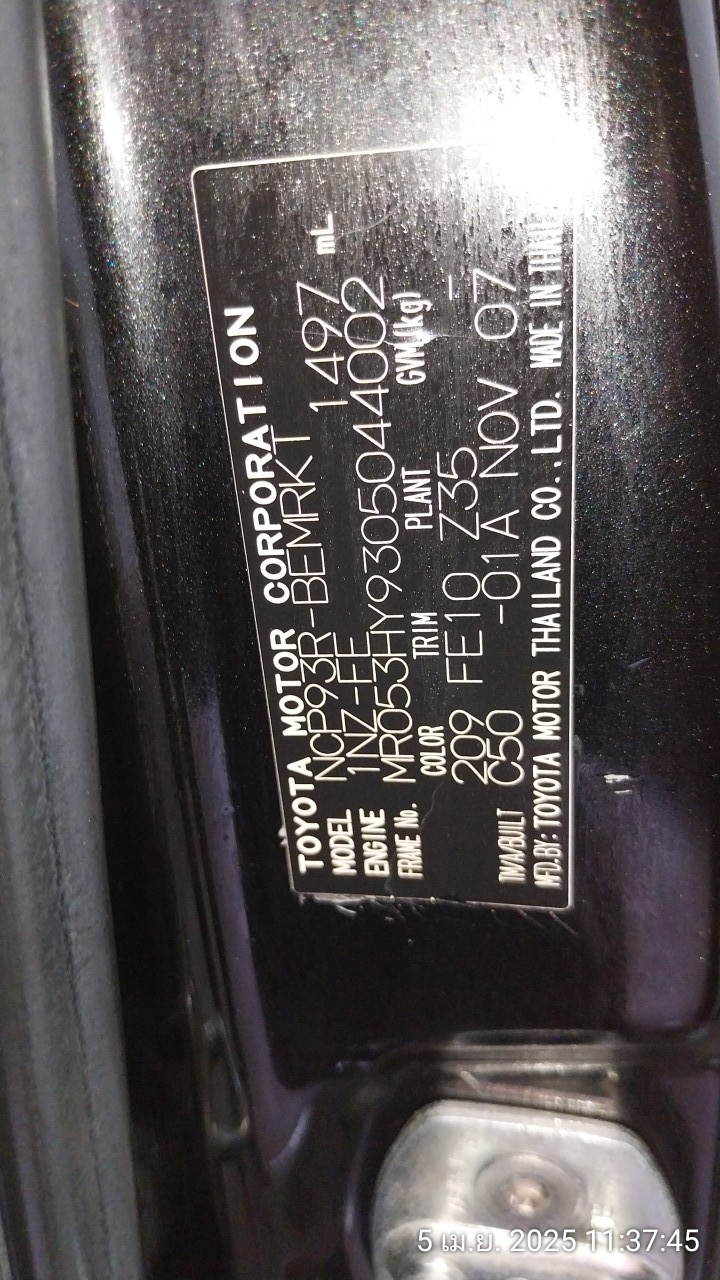 TOYOTA MOTOR CORPORATION
MODEL NCP93R-BEMRKT 1497 mL
ENGINE 1NZ-FE
FRAME No. MR053HY9305044002
COLOR TRIM PLANT GVM(kg)
209 FE10 Z35 -
TM/A/BUILT C50 -01A NOV 07
MFD.BY: TOYOTA MOTOR THAILAND CO.,LTD. MADE IN
5 เม.ย. 2025 11:37:45